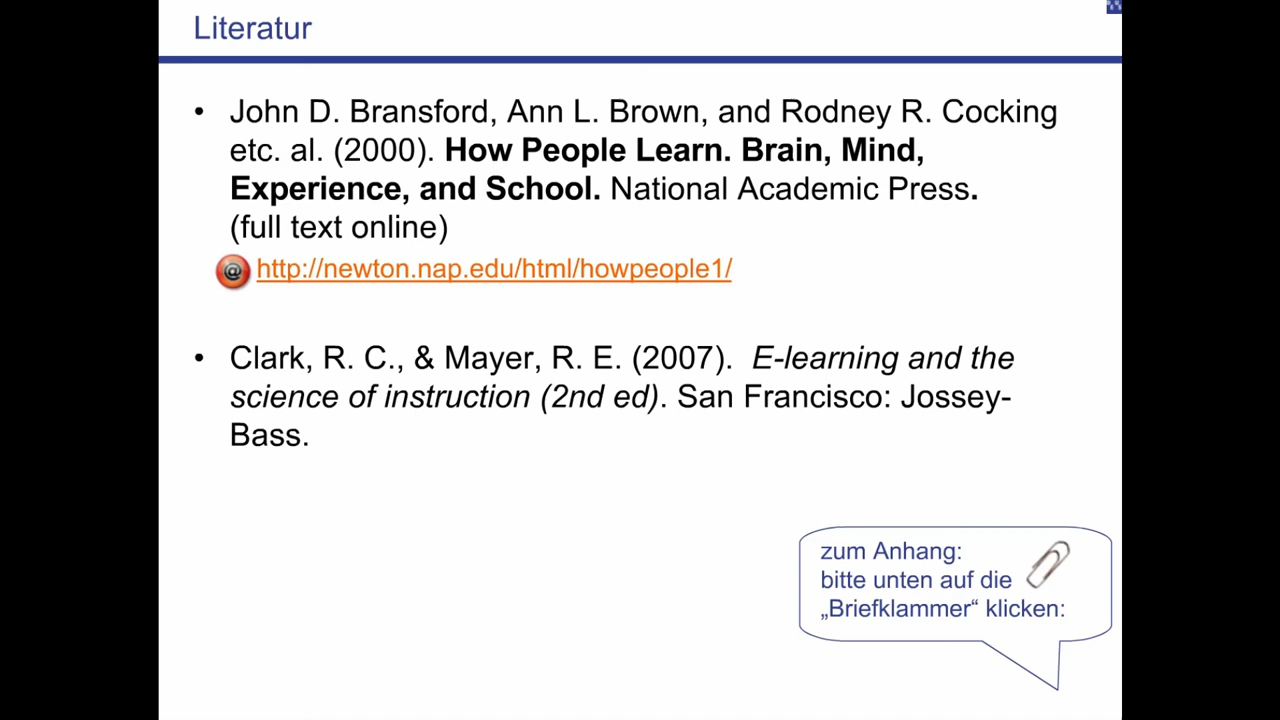 Literatur
• John D. Bransford, Ann L. Brown, and Rodney R. Cocking
etc. al. (2000). How People Learn. Brain, Mind,
Experience, and School. National Academic Press.
(full text online)
@ http://newton.nap.edu/html/howpeople1/
• Clark, R. C., & Mayer, R. E. (2007). E-learning and the
science of instruction (2nd ed). San Francisco: Jossey-
Bass.
zum Anhang:
bitte unten auf die
„Briefklammer“ klicken: